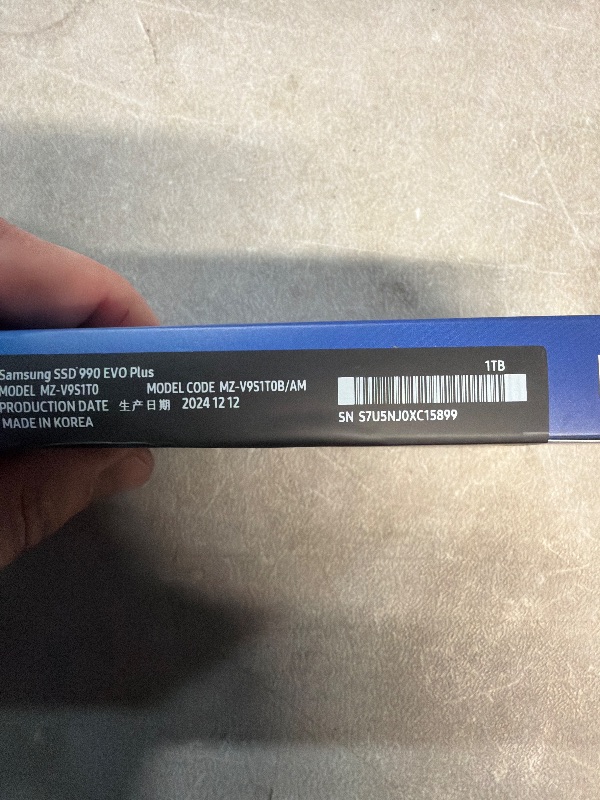 Samsung SSD 990 EVO Plus
1TB
MODEL MZ-V9S1T0 MODEL CODE MZ-V9S1T0B/AM
PRODUCTION DATE 生产日期 2024 12 12
SN S7U5NJ0XC15899
MADE IN KOREA